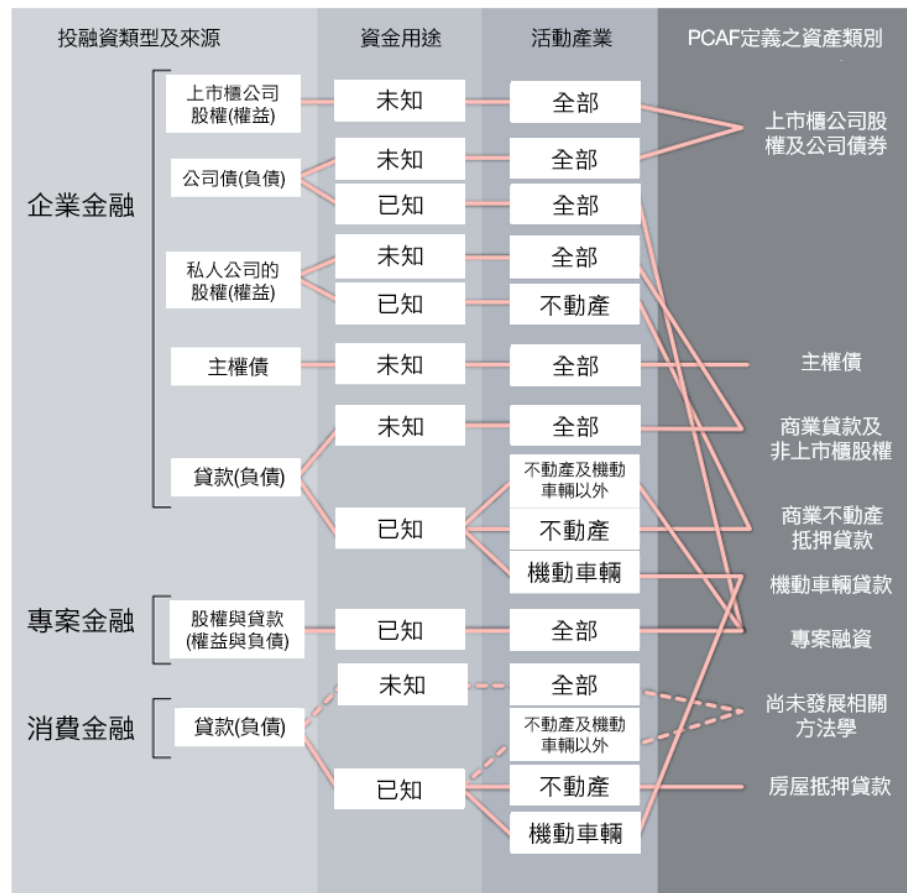 投融資類型及來源
資金用途
活動產業
PCAF定義之資產類別
企業金融
上市櫃公司
股權(權益)
未知
全部
上市櫃公司股
權及公司債券
公司債(負債)
未知
全部
已知
全部
私人公司的
股權(權益)
未知
全部
已知
不動產
主權債
未知
全部
主權債
貸款(負債)
未知
全部
商業貸款及
非上市櫃股權
已知
不動產及機動
車輛以外
不動產
商業不動產
抵押貸款
機動車輛
機動車輛貸款
專案金融
股權與貸款
(權益與負債)
已知
全部
專案融資
消費金融
貸款(負債)
未知
全部
尚未發展相關
方法學
已知
不動產及機動
車輛以外
不動產
房屋抵押貸款
機動車輛